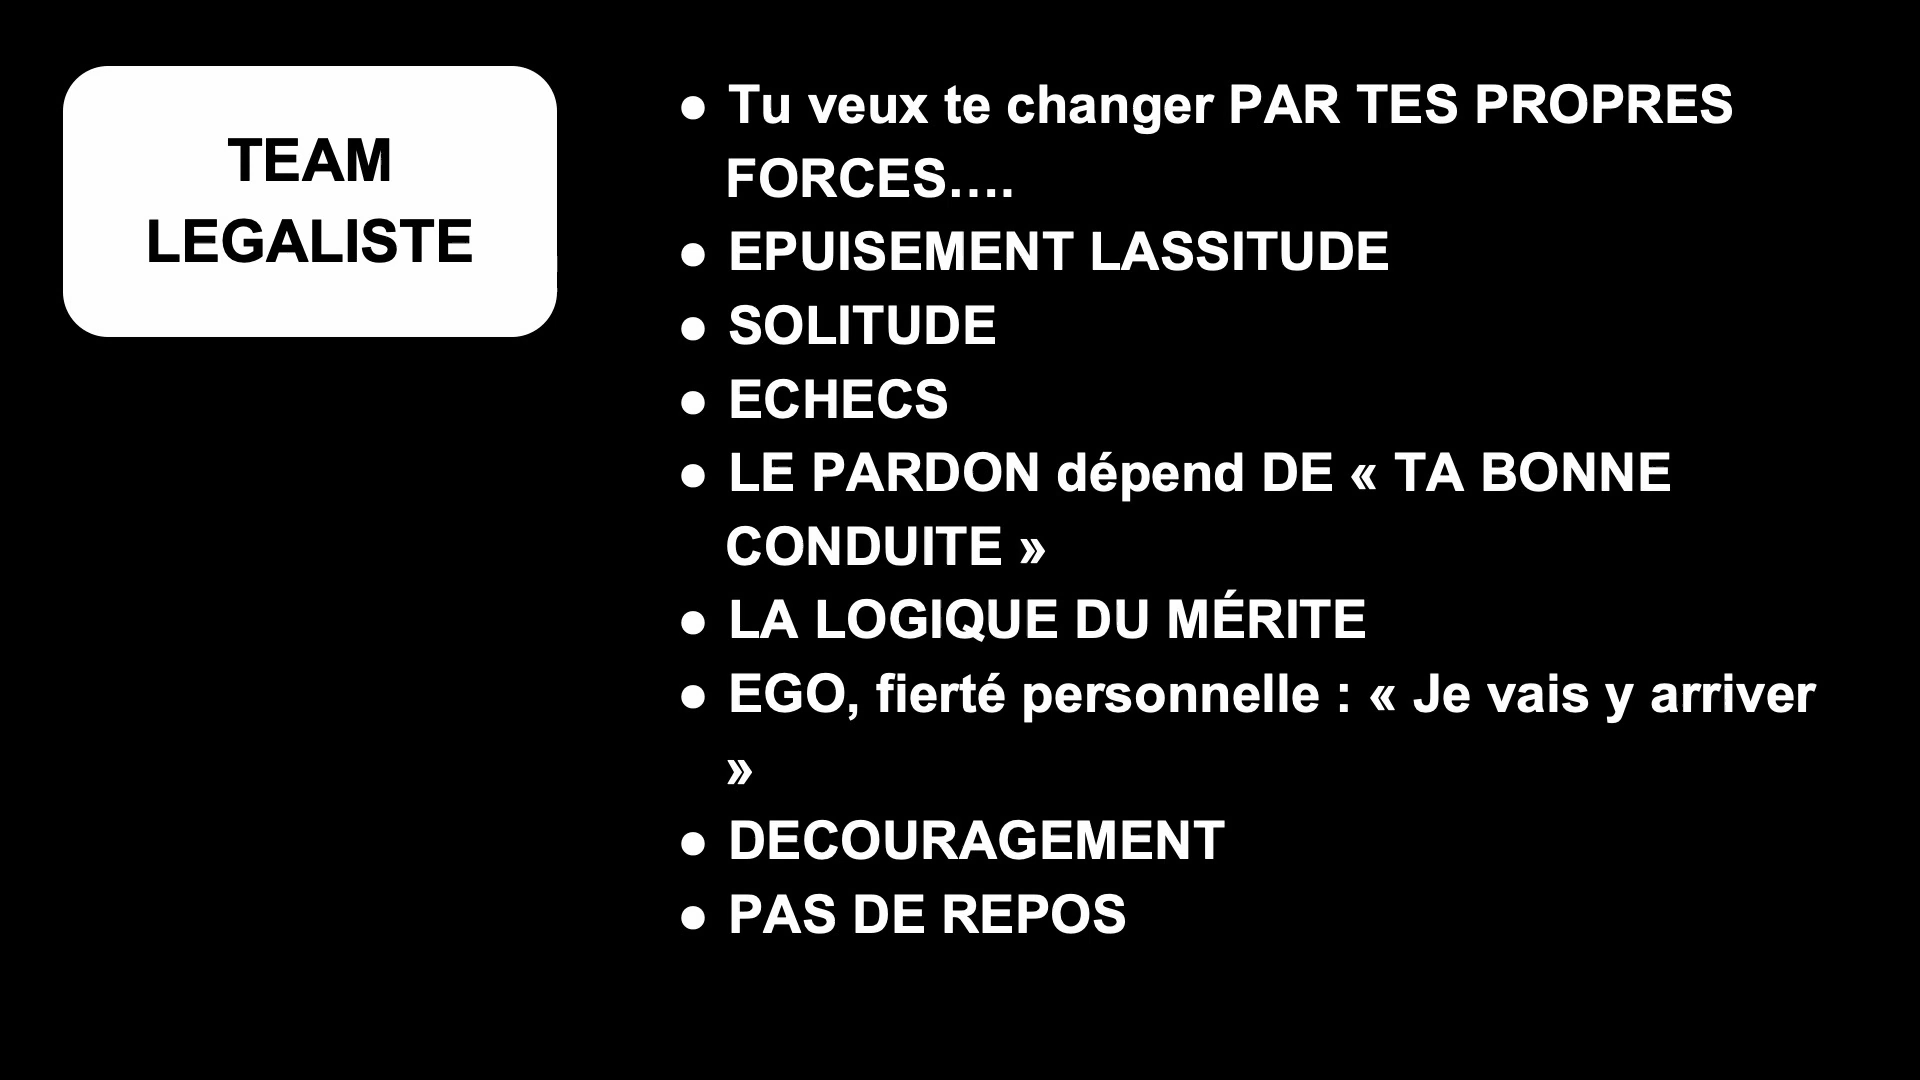 TEAM
LEGALISTE
● Tu veux te changer PAR TES PROPRES
FORCES….
● EPUISEMENT LASSITUDE
● SOLITUDE
● ECHECS
● LE PARDON dépend DE « TA BONNE
CONDUITE »
● LA LOGIQUE DU MÉRITE
● EGO, fierté personnelle : « Je vais y arriver
»
● DECOURAGEMENT
● PAS DE REPOS